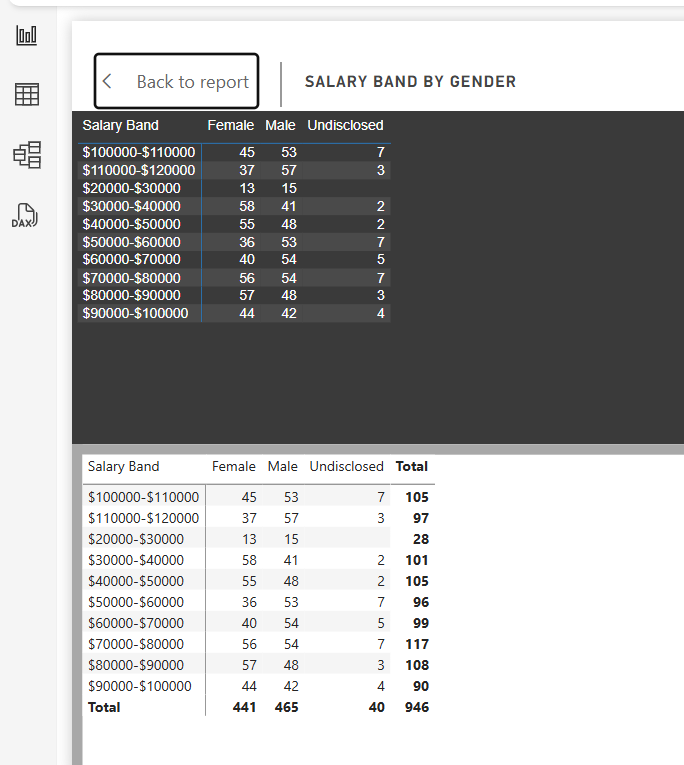 Back to report
SALARY BAND BY GENDER
Salary Band Female Male Undisclosed
$100000-$110000 45 53 7
$110000-$120000 37 57 3
$20000-$30000 13 15
$30000-$40000 58 41 2
$40000-$50000 55 48 2
$50000-$60000 36 53 7
$60000-$70000 40 54 5
$70000-$80000 56 54 7
$80000-$90000 57 48 3
$90000-$100000 44 42 4
DAX
Salary Band Female Male Undisclosed Total
$100000-$110000 45 53 7 105
$110000-$120000 37 57 3 97
$20000-$30000 13 15 28
$30000-$40000 58 41 2 101
$40000-$50000 55 48 2 105
$50000-$60000 36 53 7 96
$60000-$70000 40 54 5 99
$70000-$80000 56 54 7 117
$80000-$90000 57 48 3 108
$90000-$100000 44 42 4 90
Total 441 465 40 946